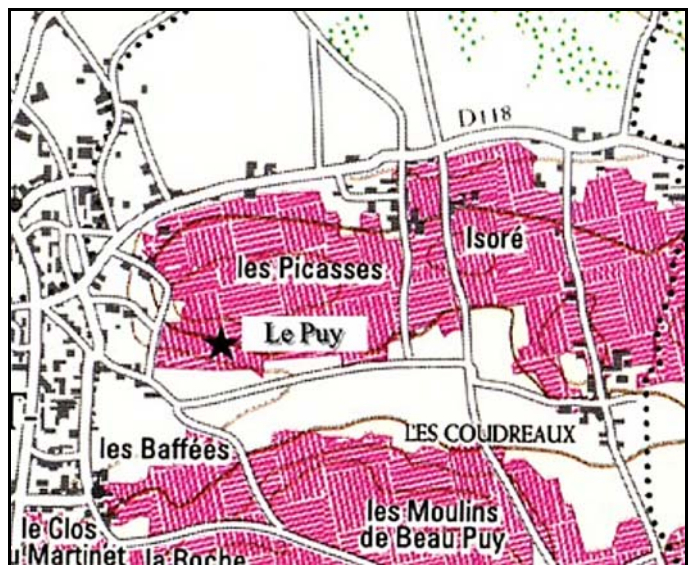 D118
Isoré
les Picasses
Le Puy
LES COUDREAUX
les Baffées
les Moulins
de Beau Puy
le Clos
u Martinet
la Roche